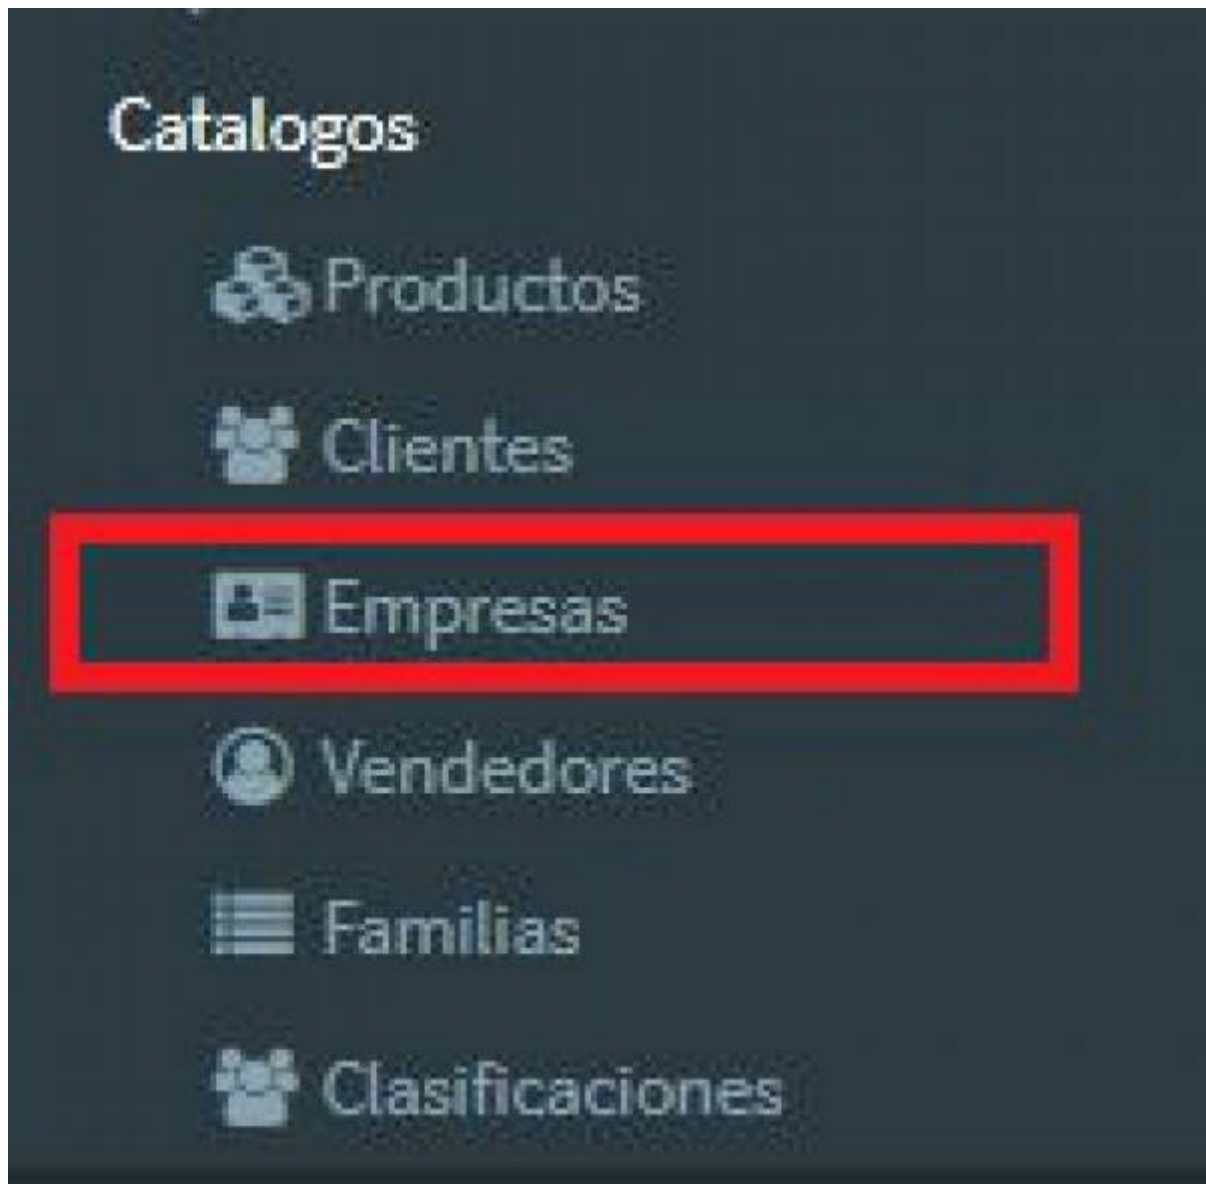 Catalogos
Productos
Clientes
Empresas
Vendedores
Familias
Clasificaciones